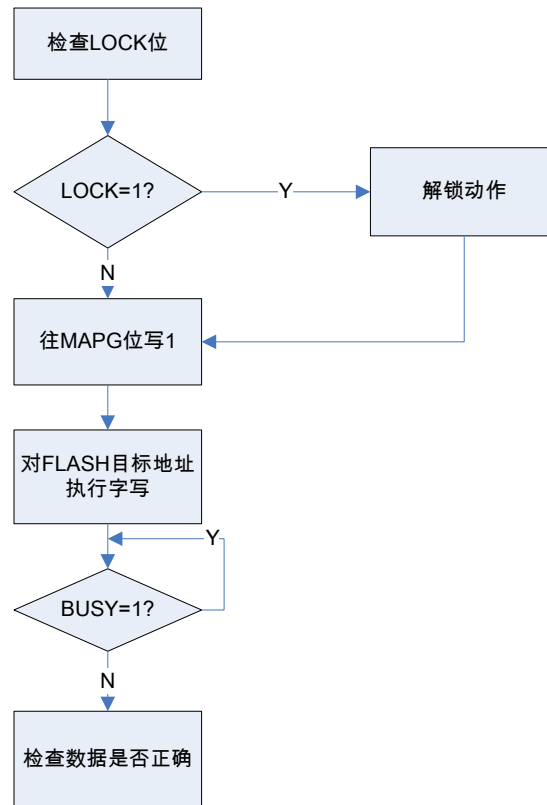 检查LOCK位
LOCK=1?
Y
解锁动作
N
往MAPG位写1
对FLASH目标地址
执行字写
Y
BUSY=1?
N
检查数据是否正确